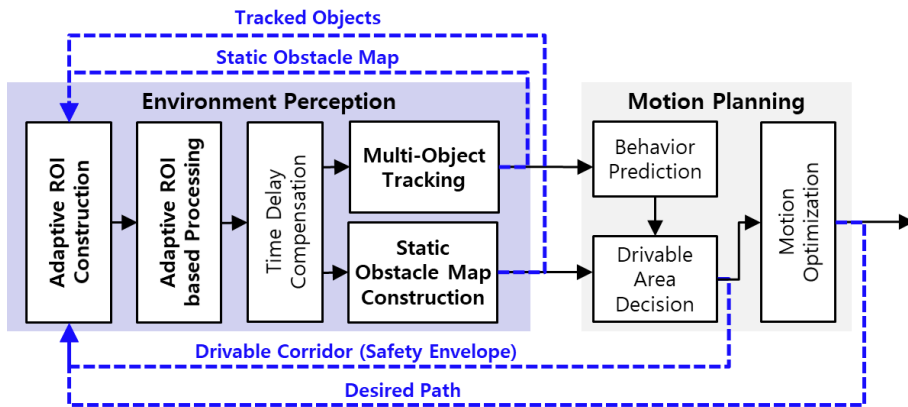 Tracked Objects
Static Obstacle Map
Environment Perception
Motion Planning
Adaptive ROI
Construction
Adaptive ROI
based Processing
Time Delay
Compensation
Multi-Object
Tracking
Static
Obstacle Map
Construction
Behavior
Prediction
Drivable
Area
Decision
Motion
Optimization
Drivable Corridor (Safety Envelope)
Desired Path